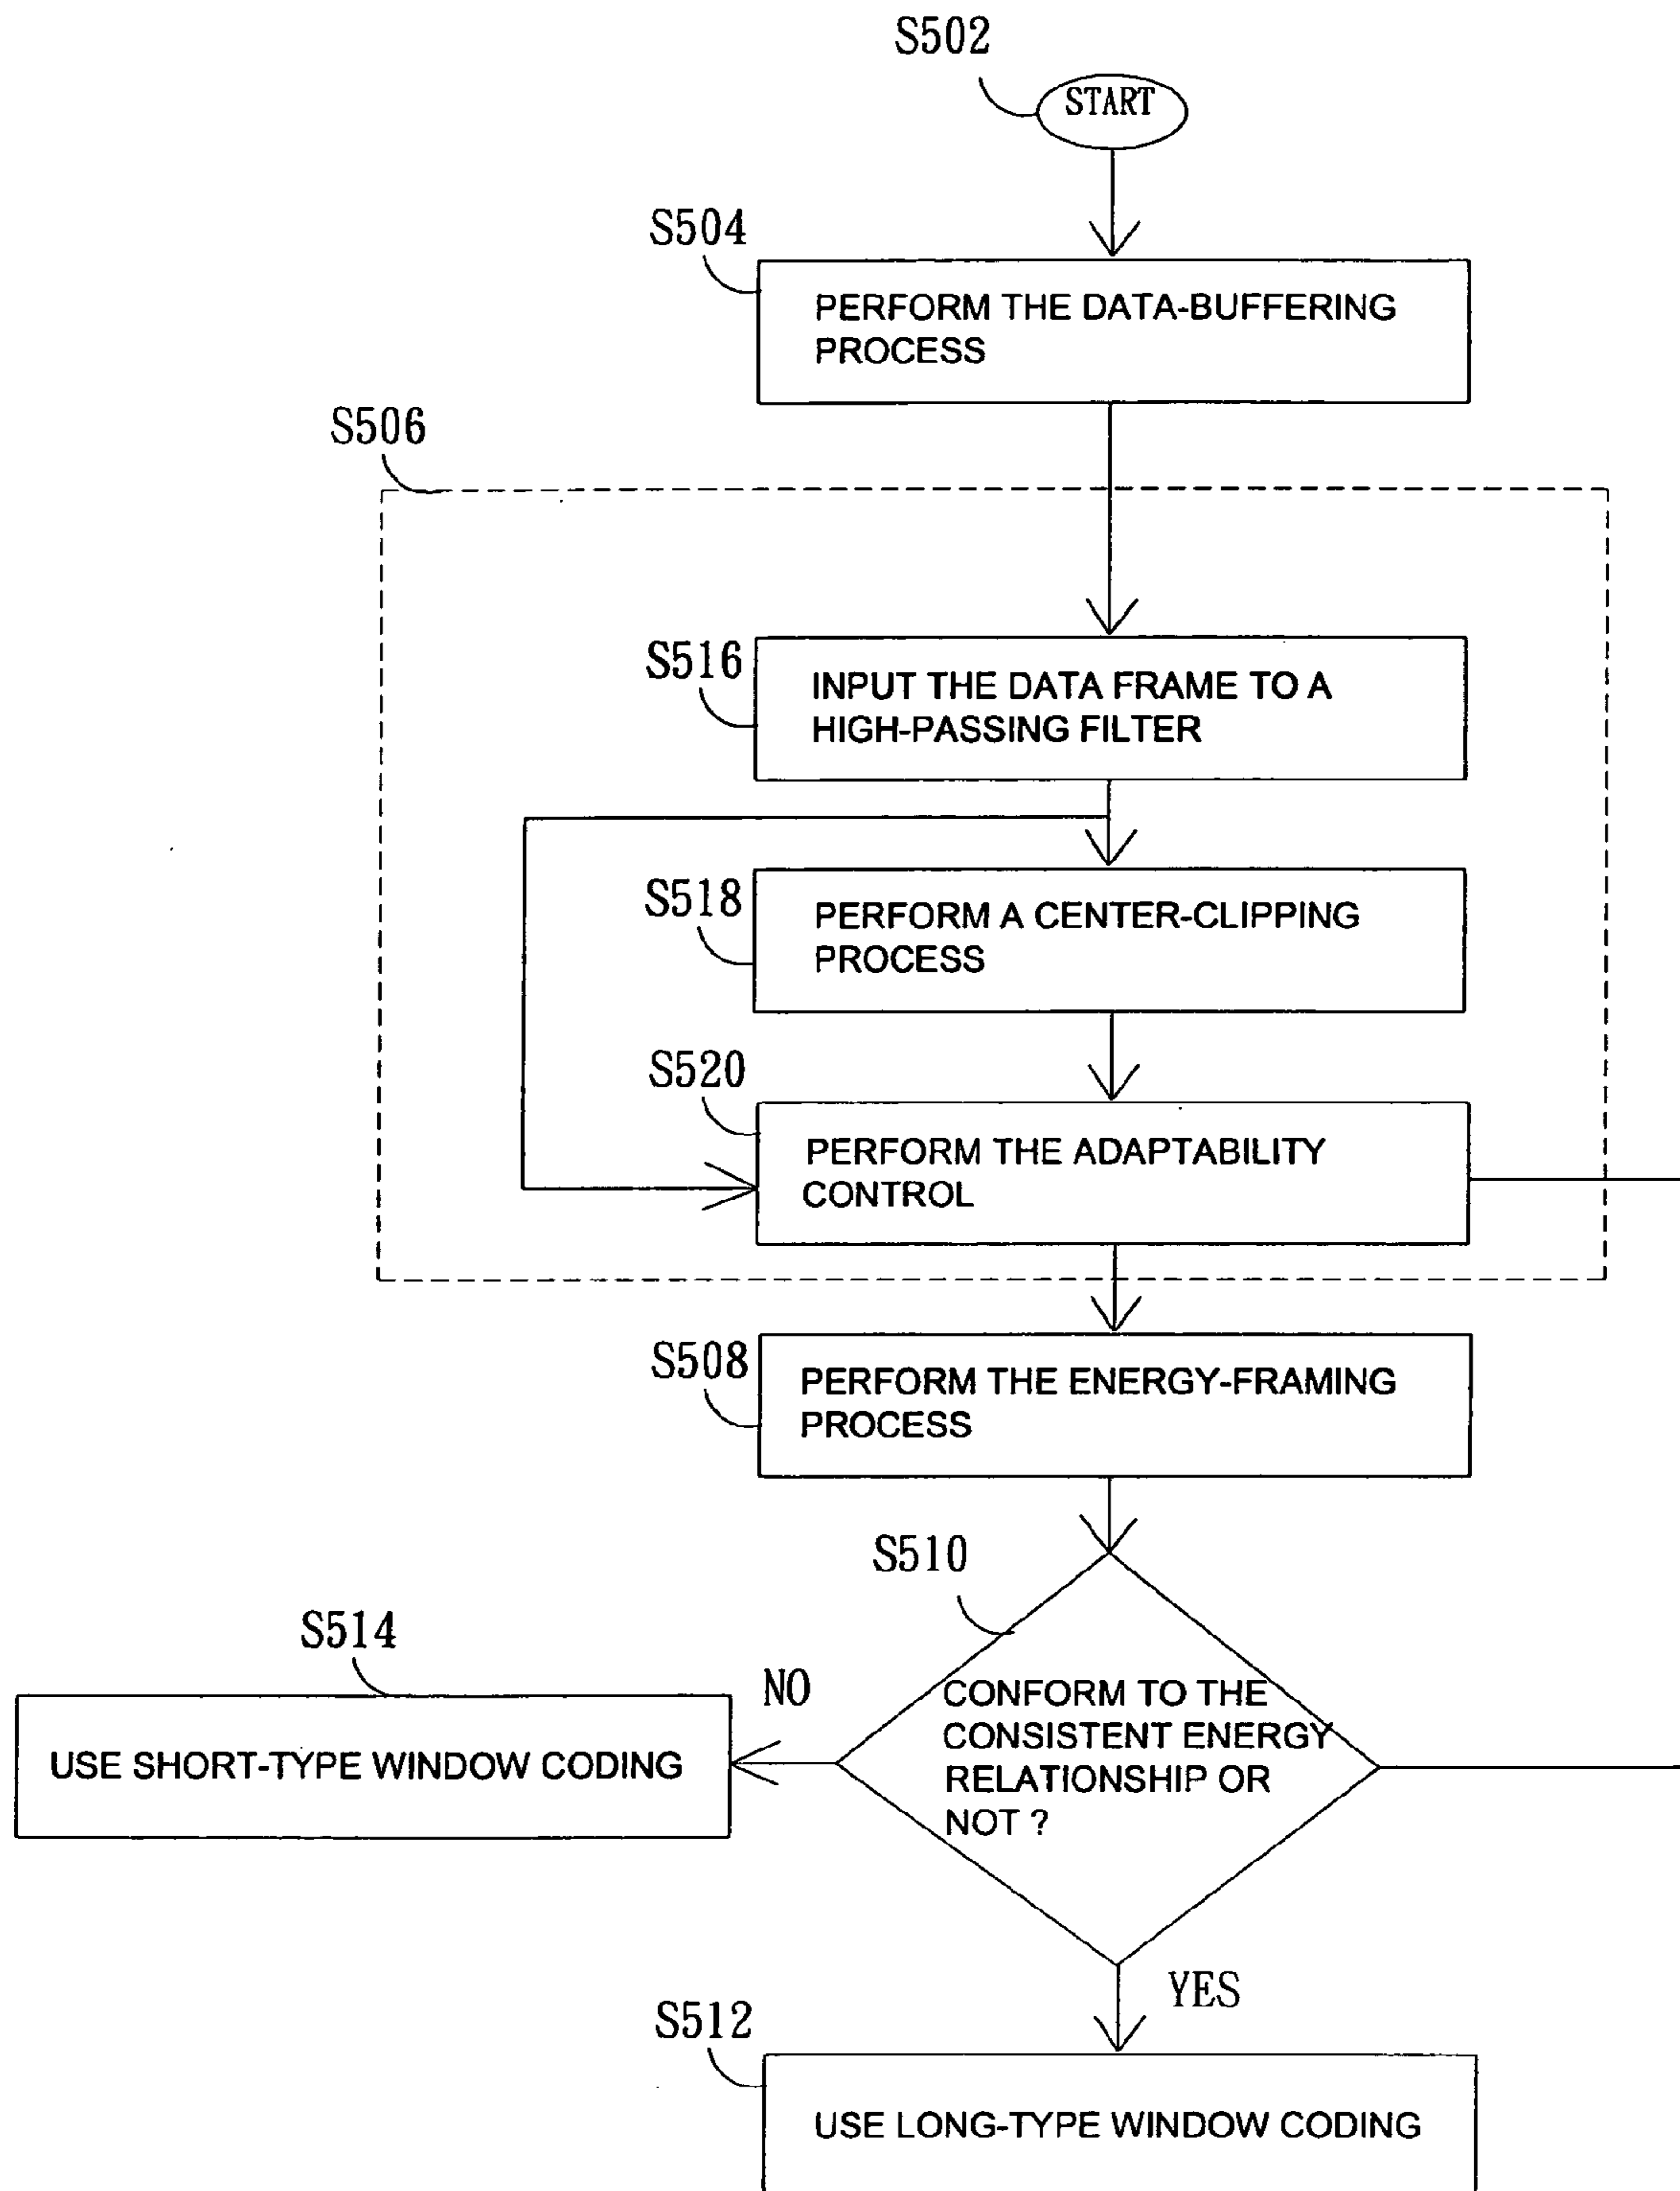 S502
START
S504
PERFORM THE DATA-BUFFERING
PROCESS
S506
S516
INPUT THE DATA FRAME TO A
HIGH-PASSING FILTER
S518
PERFORM A CENTER-CLIPPING
PROCESS
S520
PERFORM THE ADAPTABILITY
CONTROL
S508
PERFORM THE ENERGY-FRAMING
PROCESS
S510
CONFORM TO THE
CONSISTENT ENERGY
RELATIONSHIP OR
NOT ?
S514
NO
USE SHORT-TYPE WINDOW CODING
YES
S512
USE LONG-TYPE WINDOW CODING